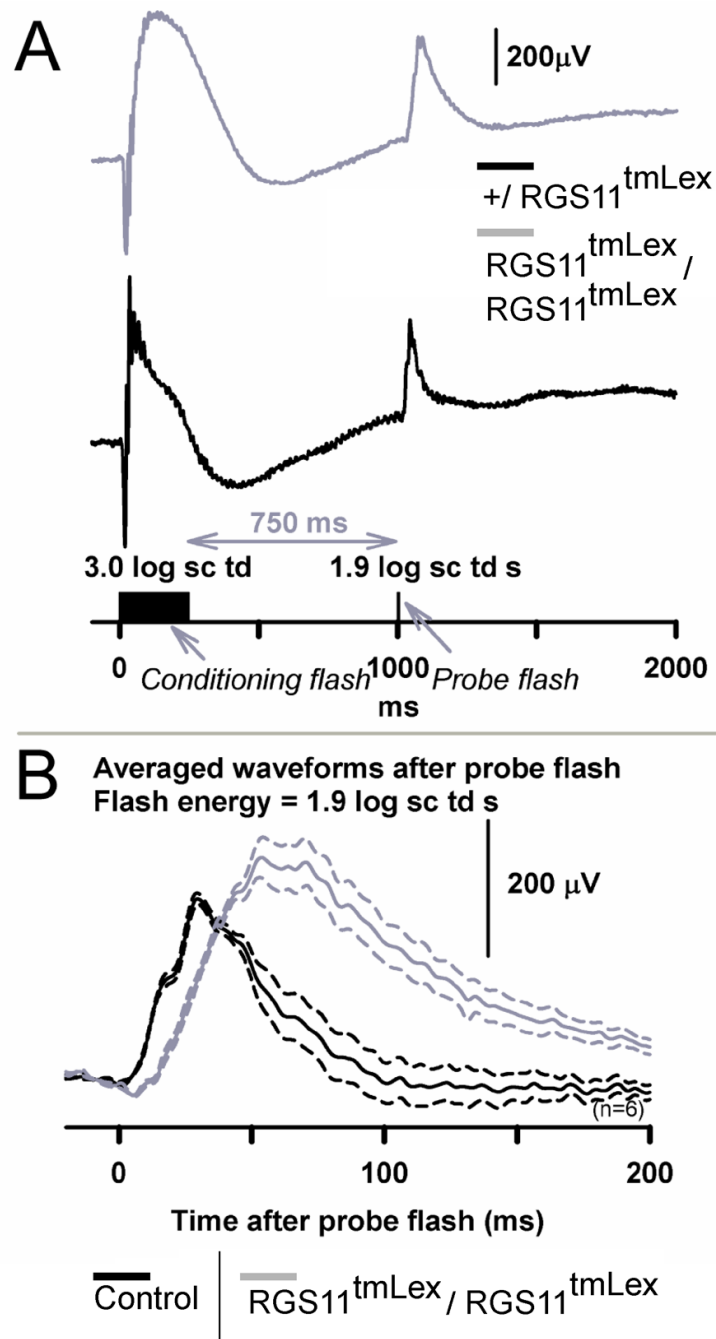 A
200μV
+/ RGS11tmLex
RGS11tmLex /
RGS11tmLex
750 ms
3.0 log sc td 1.9 log sc td s
0 1000 2000
Conditioning flash Probe flash
ms
B
Averaged waveforms after probe flash
Flash energy = 1.9 log sc td s
200 μV
(n=6)
0 100 200
Time after probe flash (ms)
Control RGS11tmLex / RGS11tmLex